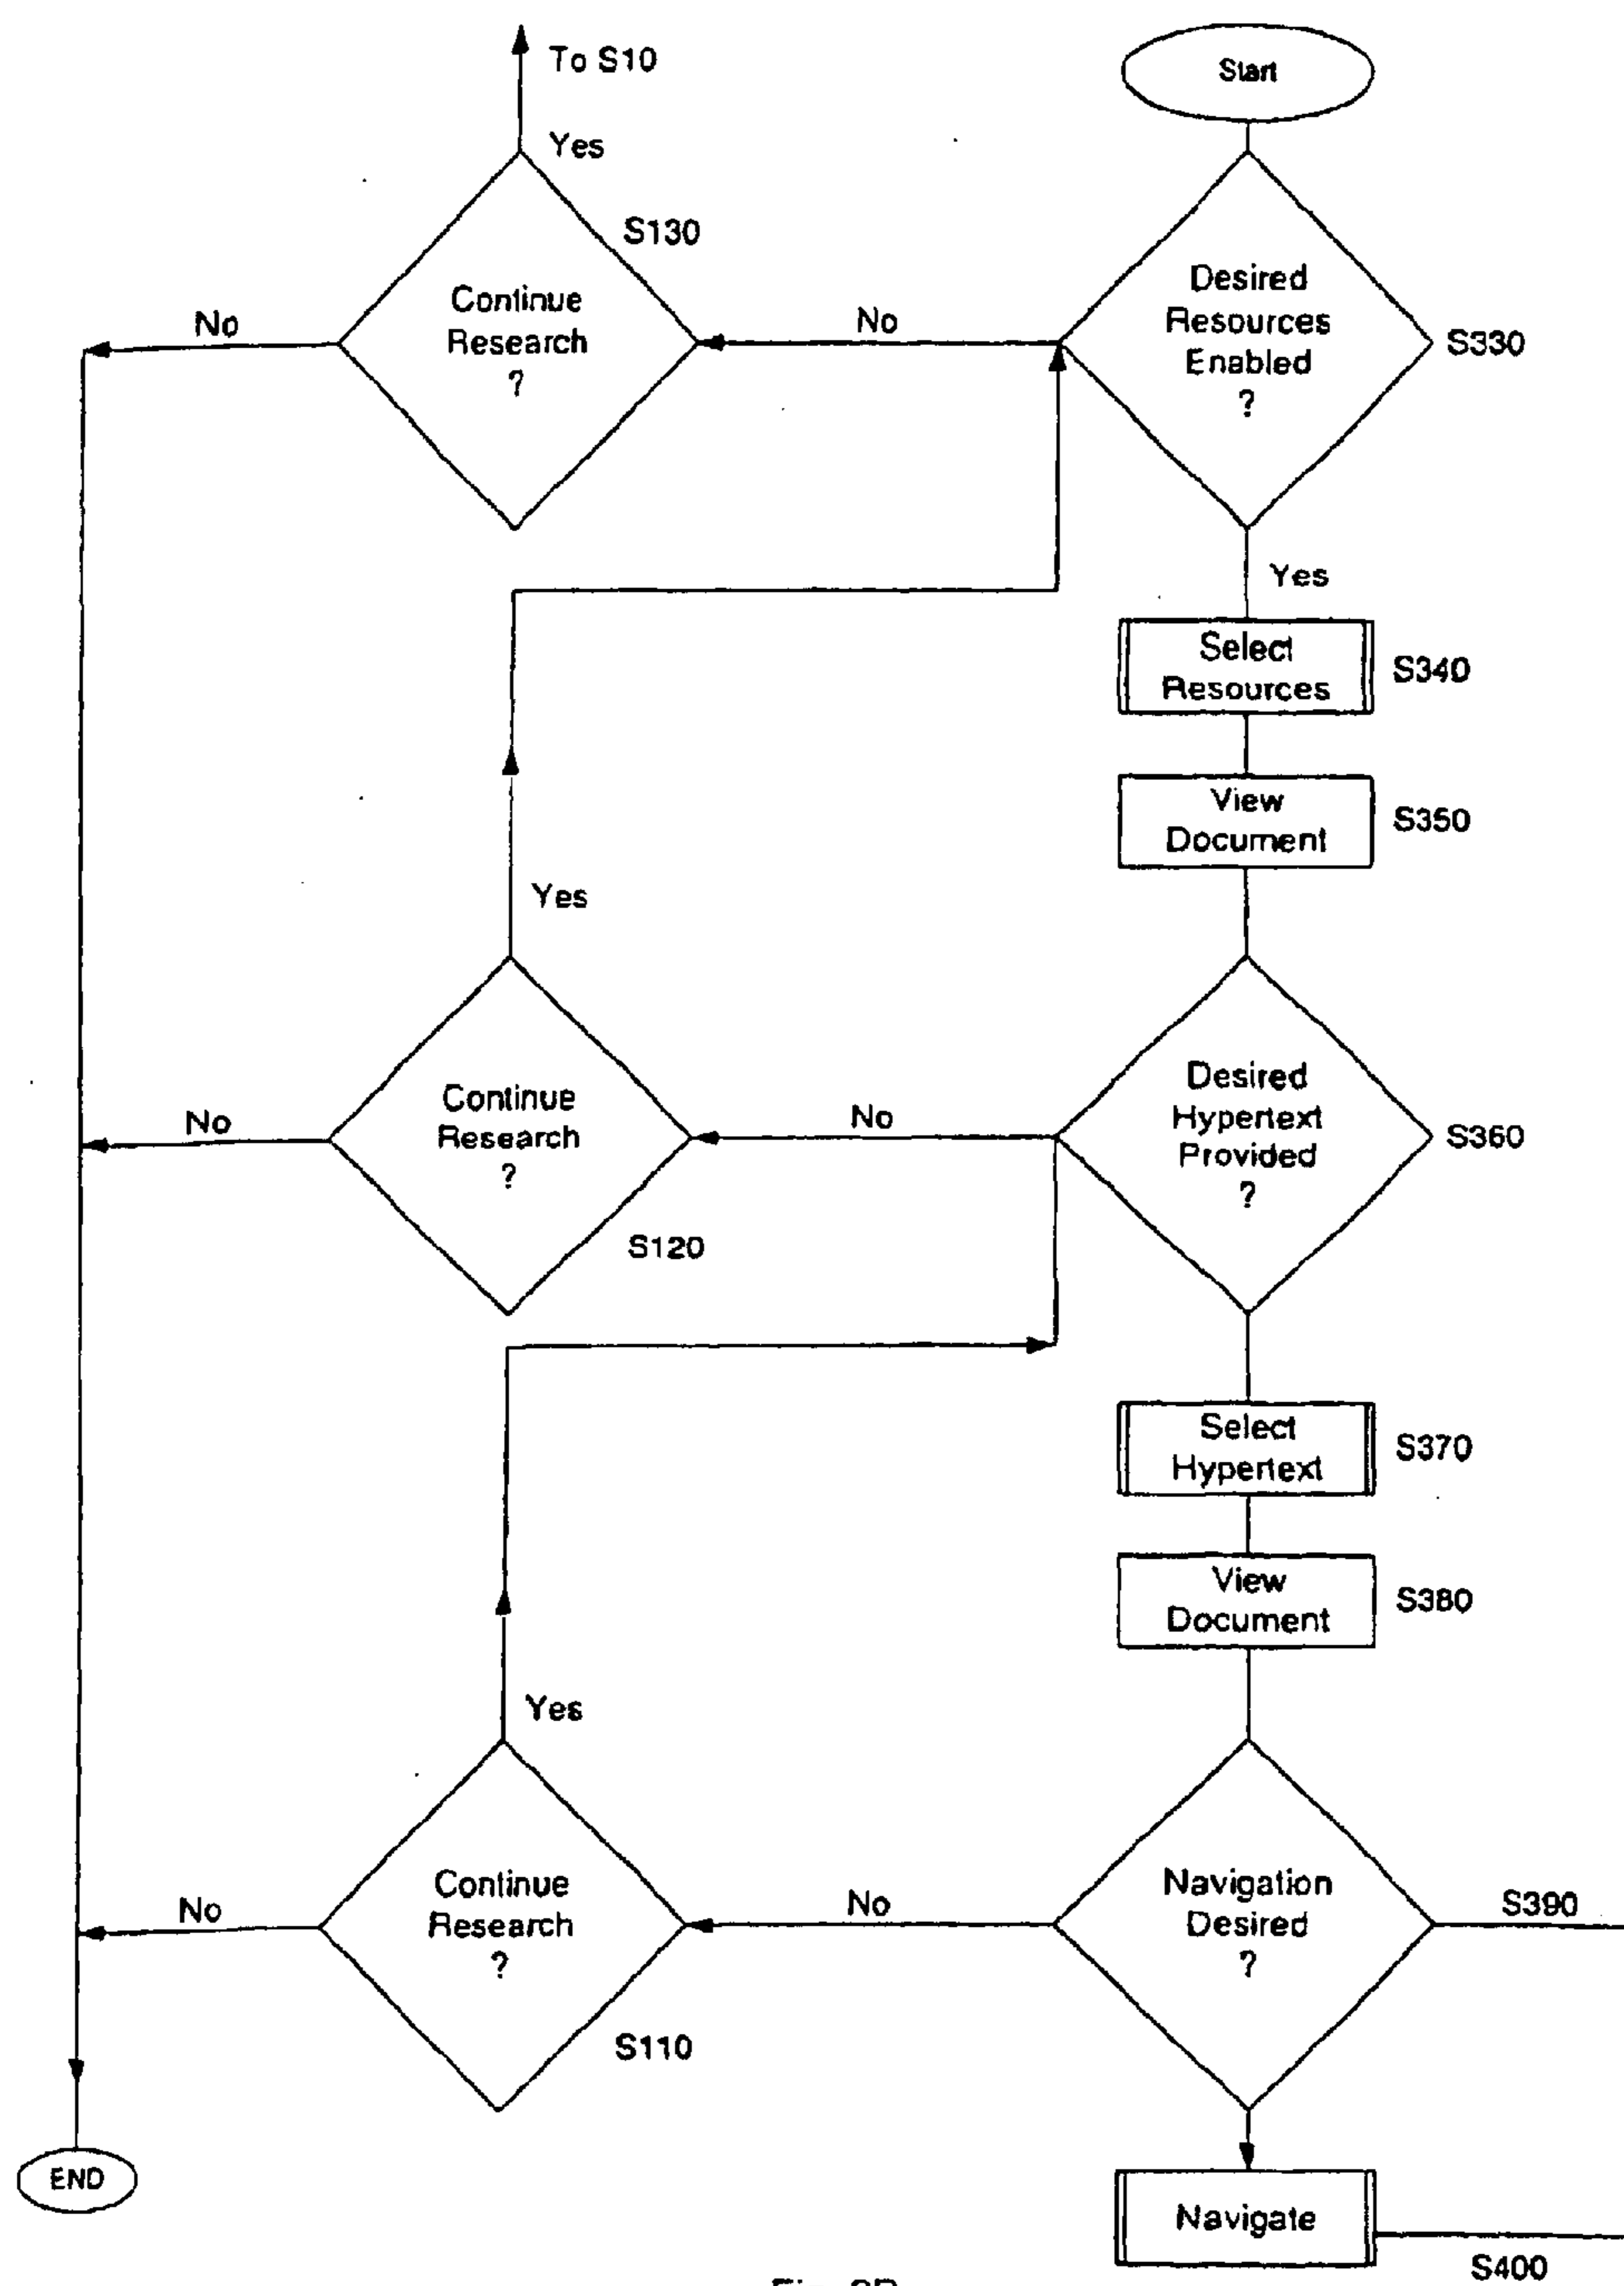 To S10
Start
Yes
S130
Continue
Research
?
No
No
Desired
Resources
Enabled
?
S330
Yes
Select
Resources
S340
View
Document
S350
Yes
Continue
Research
?
No
S120
No
Desired
Hypertext
Provided
?
S360
Select
Hypertext
S370
View
Document
S380
Yes
Continue
Research
?
No
S110
No
Navigation
Desired
?
S390
END
Navigate
S400